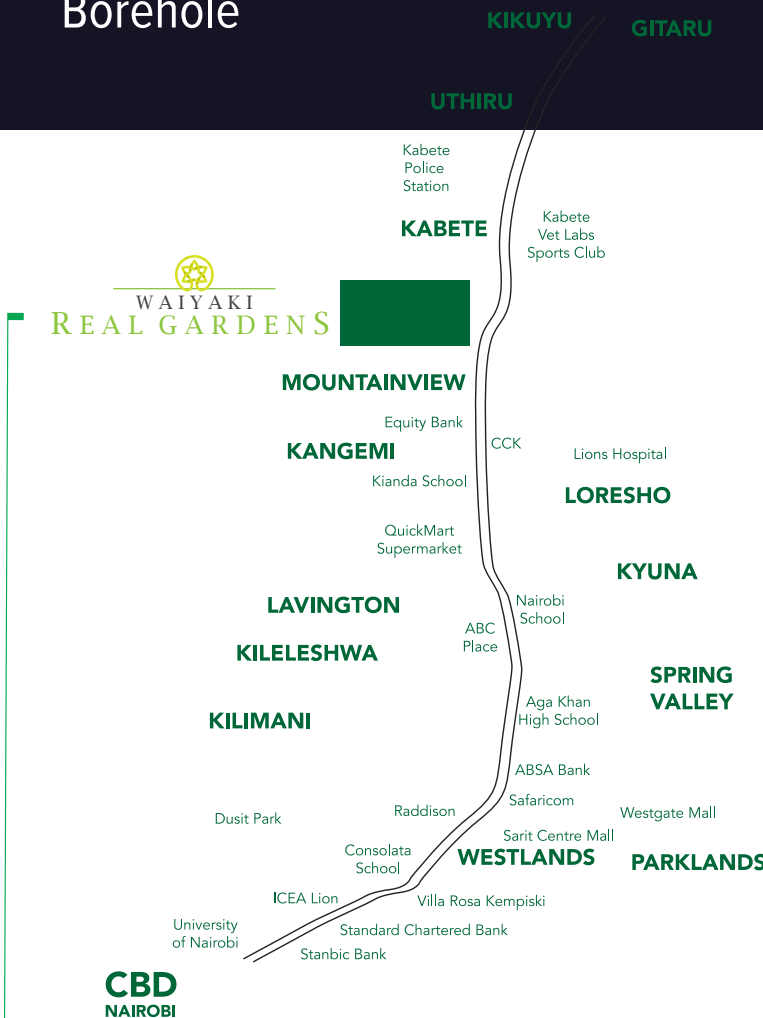 Borehole
KIKUYU
GITARU
UTHIRU
Kabete
Police
Station
KABETE
Kabete
Vet Labs
Sports Club
WAIYAKI
REAL GARDENS
MOUNTAINVIEW
Equity Bank
KANGEMI
CCK
Lions Hospital
Kianda School
LORESHO
QuickMart
Supermarket
KYUNA
LAVINGTON
Nairobi
School
ABC
Place
KILELESHWA
SPRING
VALLEY
KILIMANI
Aga Khan
High School
ABSA Bank
Safaricom
Raddison
Dusit Park
Westgate Mall
Sarit Centre Mall
Consolata
School
WESTLANDS
PARKLANDS
ICEA Lion
Villa Rosa Kempiski
University
of Nairobi
Standard Chartered Bank
Stanbic Bank
CBD
NAIROBI